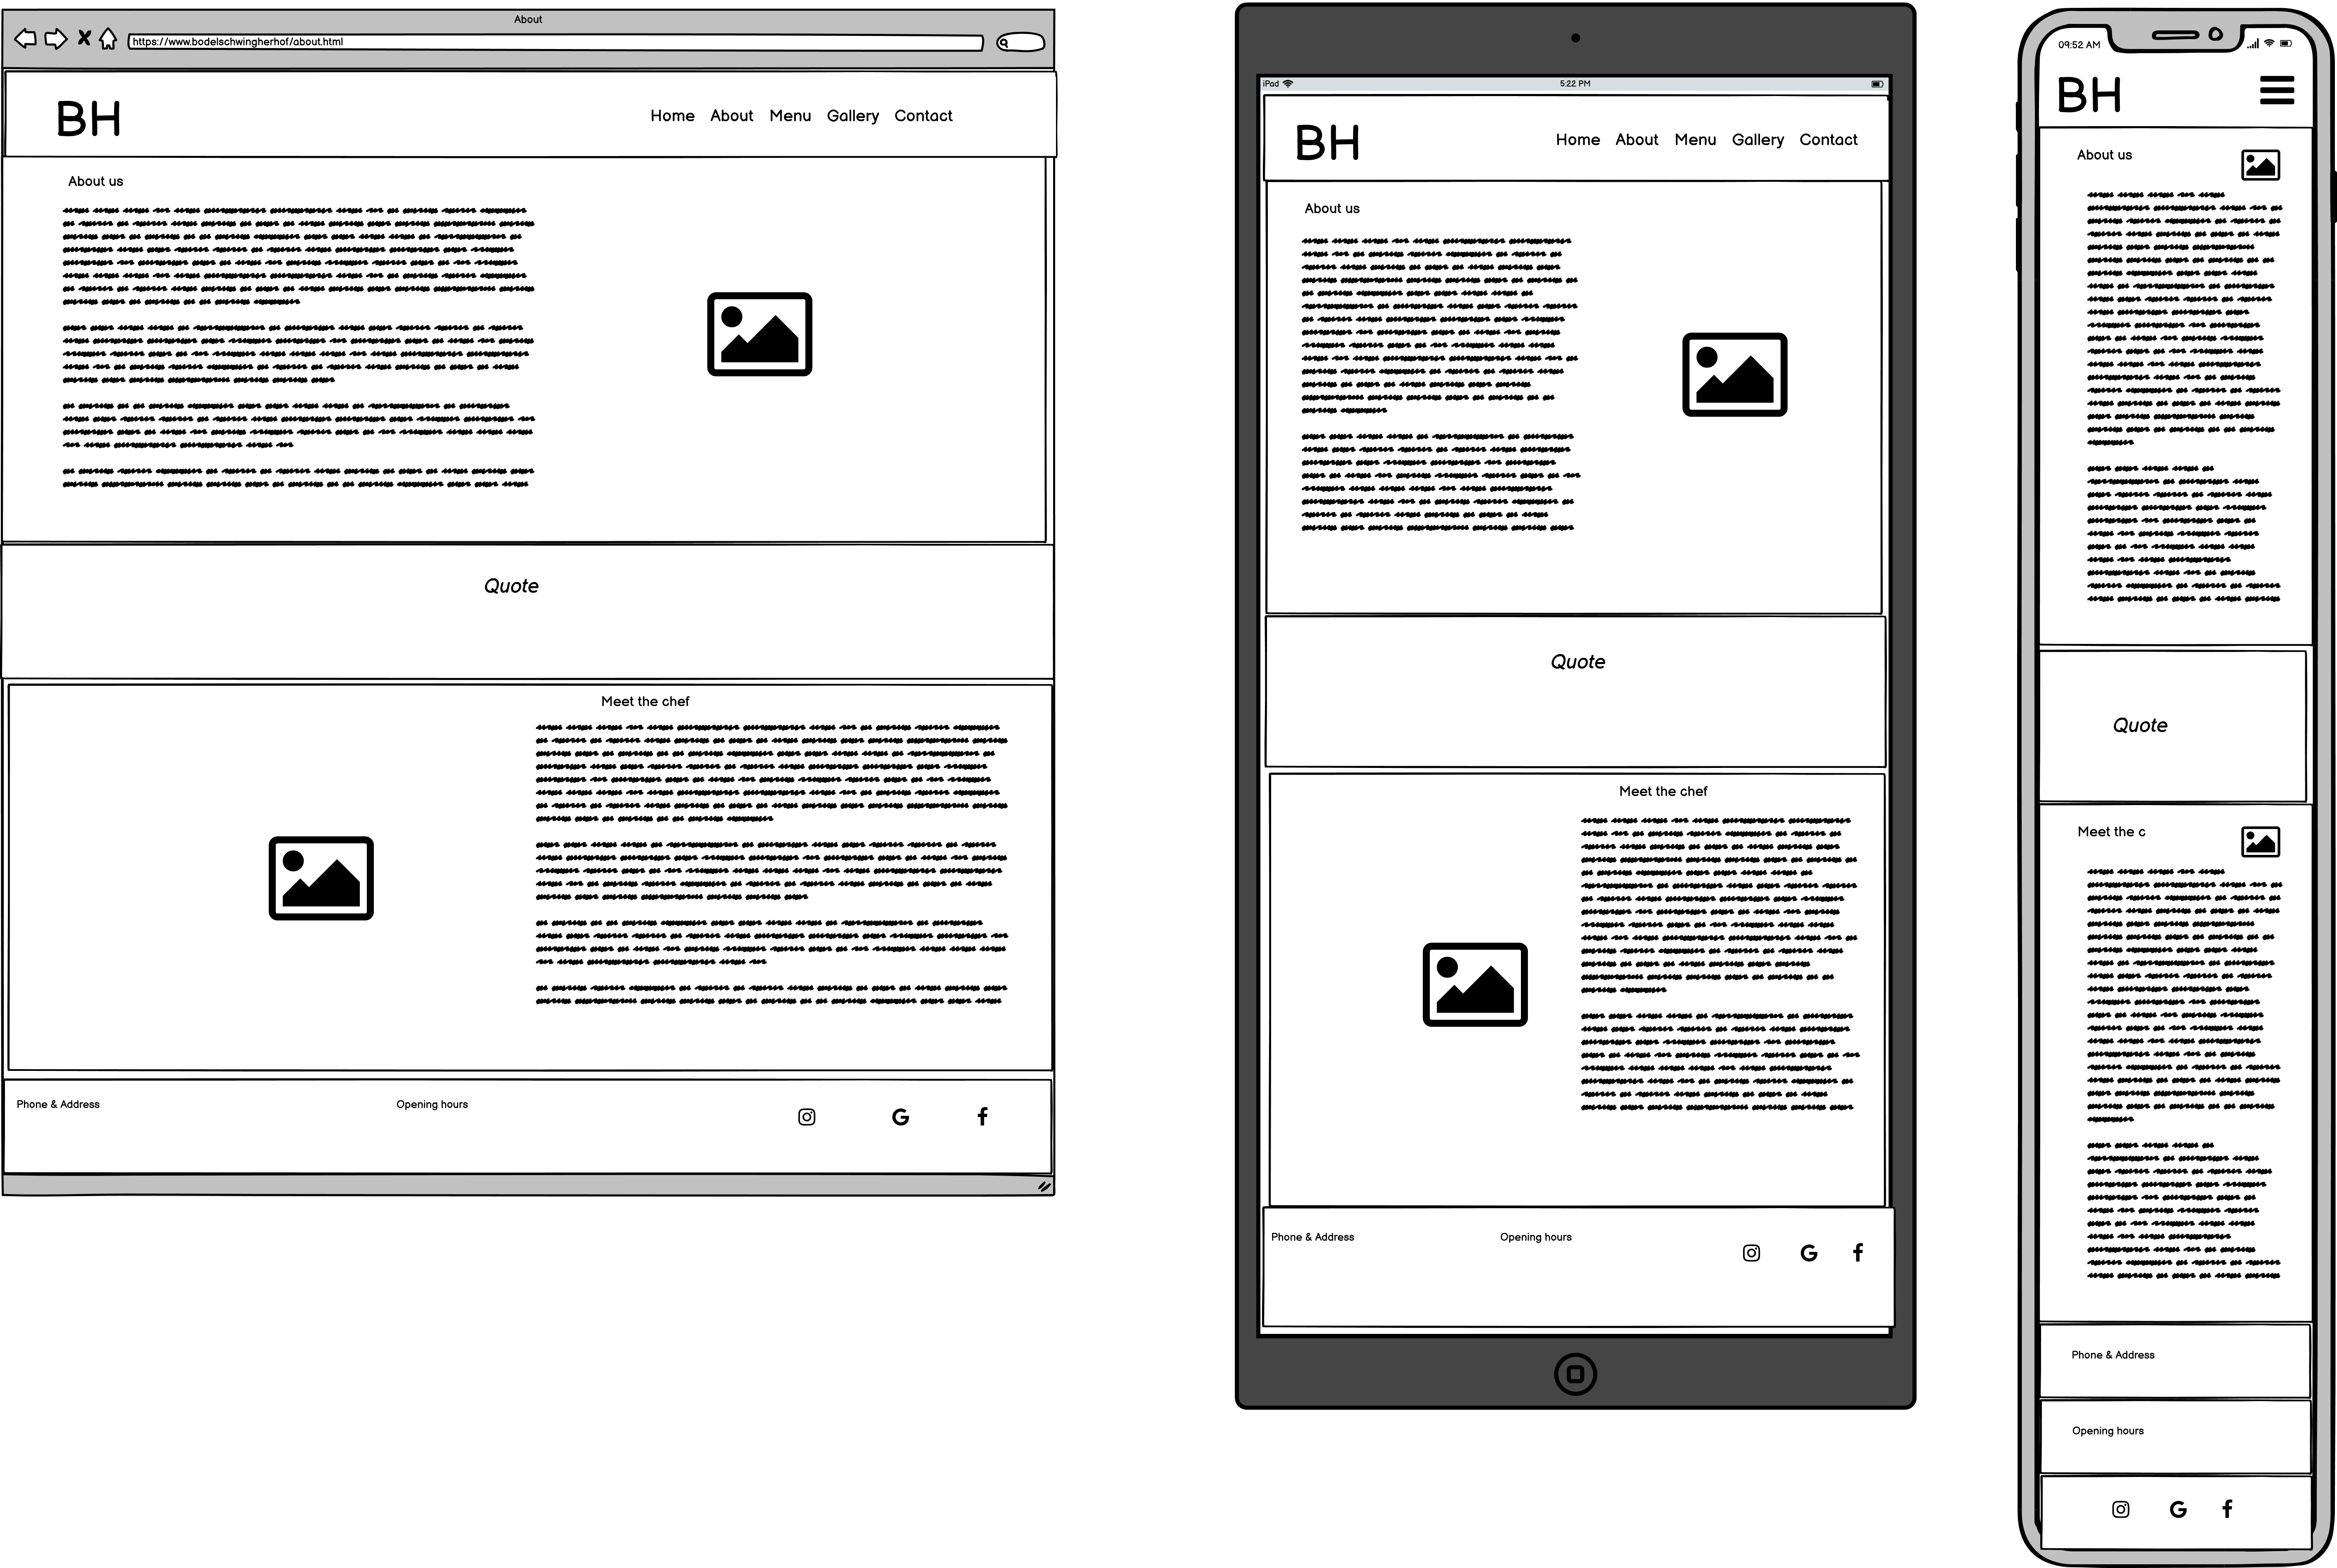 About
https://www.bodelschwingherhof/about.html
BH
Home About Menu Gallery Contact
About us
Quote
Meet the chef
Phone & Address
Opening hours
iPad
5:22 PM
BH
Home About Menu Gallery Contact
About us
Quote
Meet the chef
Phone & Address
Opening hours
09:52 AM
BH
About us
Quote
Meet the c
Phone & Address
Opening hours